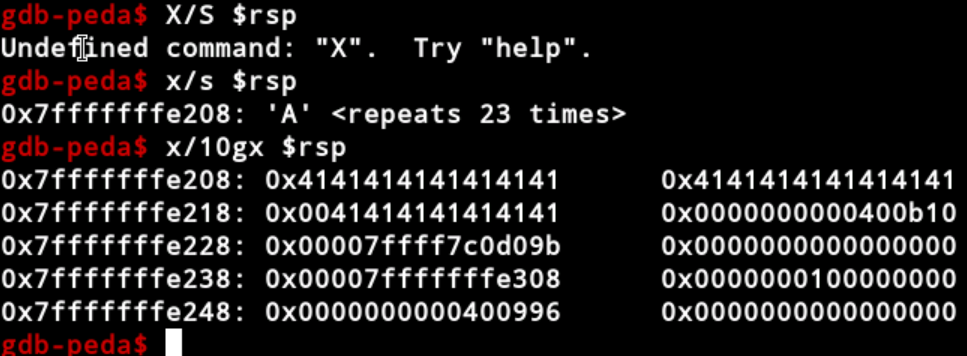 gdb-peda$ X/S $rsp
Undefined command: "X".  Try "help".
gdb-peda$ x/s $rsp
0x7fffffffe208: 'A' <repeats 23 times>
gdb-peda$ x/10gx $rsp
0x7fffffffe208: 0x4141414141414141 0x4141414141414141
0x7fffffffe218: 0x0041414141414141 0x0000000000400b10
0x7fffffffe228: 0x00007ffff7c0d09b 0x0000000000000000
0x7fffffffe238: 0x00007fffffffe308 0x0000000100000000
0x7fffffffe248: 0x0000000000400996 0x0000000000000000
gdb-peda$